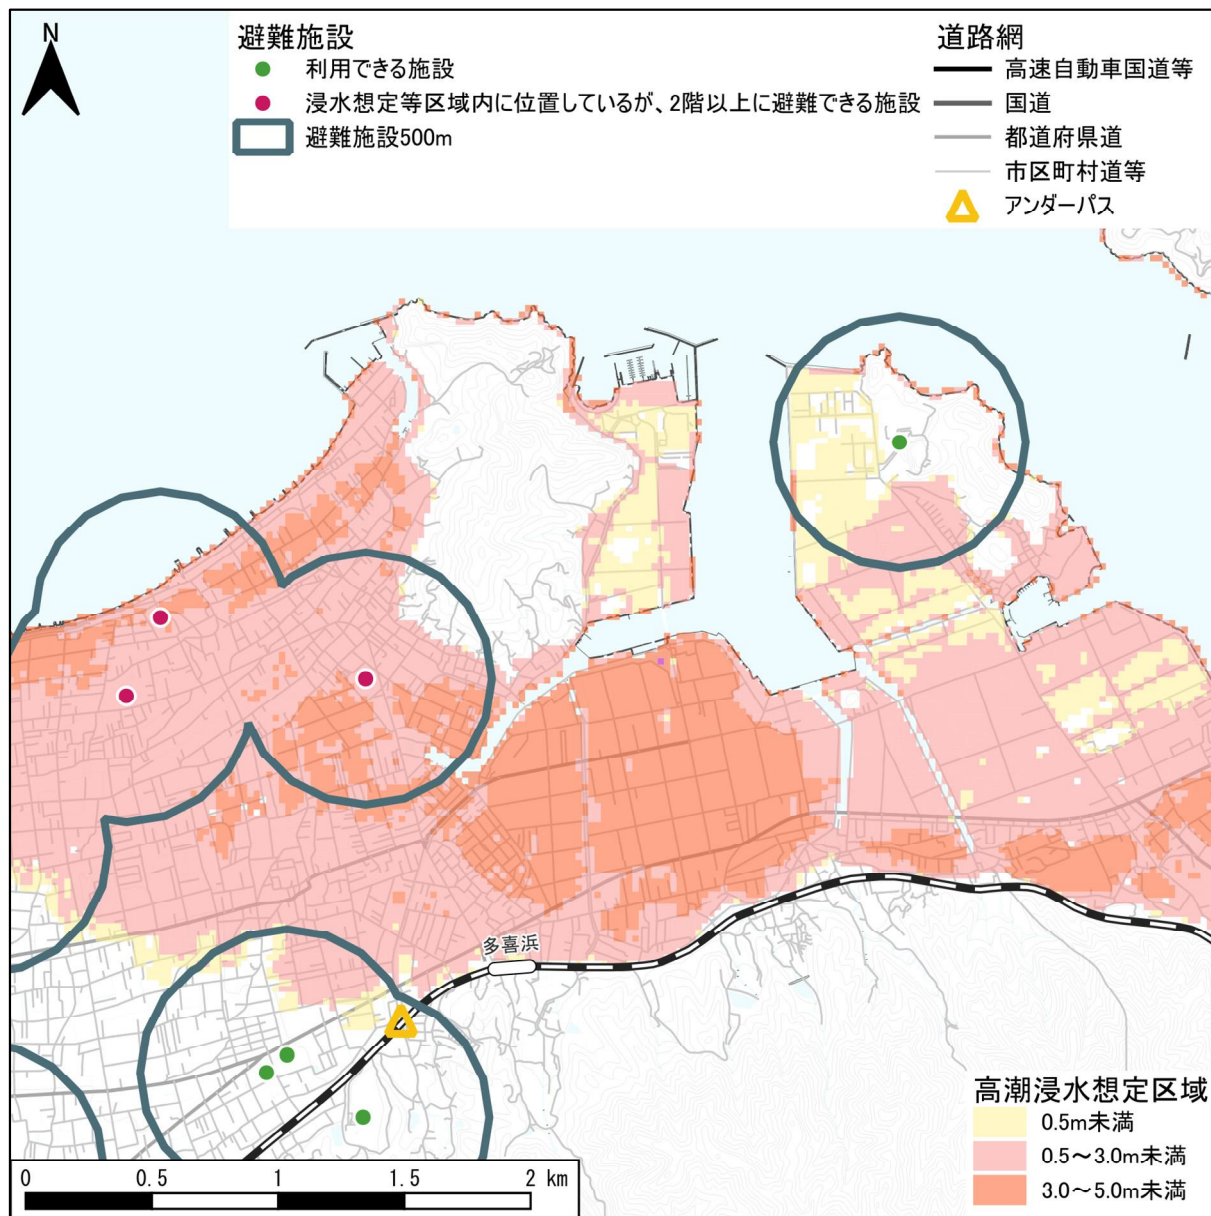 N
避難施設
利用できる施設
浸水想定等区域内に位置しているが、2階以上に避難できる施設
避難施設500m
道路網
高速自動車国道等
国道
都道府県道
市区町村道等
アンダーパス
多喜浜
高潮浸水想定区域
0.5m未満
0.5～3.0m未満
3.0～5.0m未満
0 0.5 1 1.5 2 km